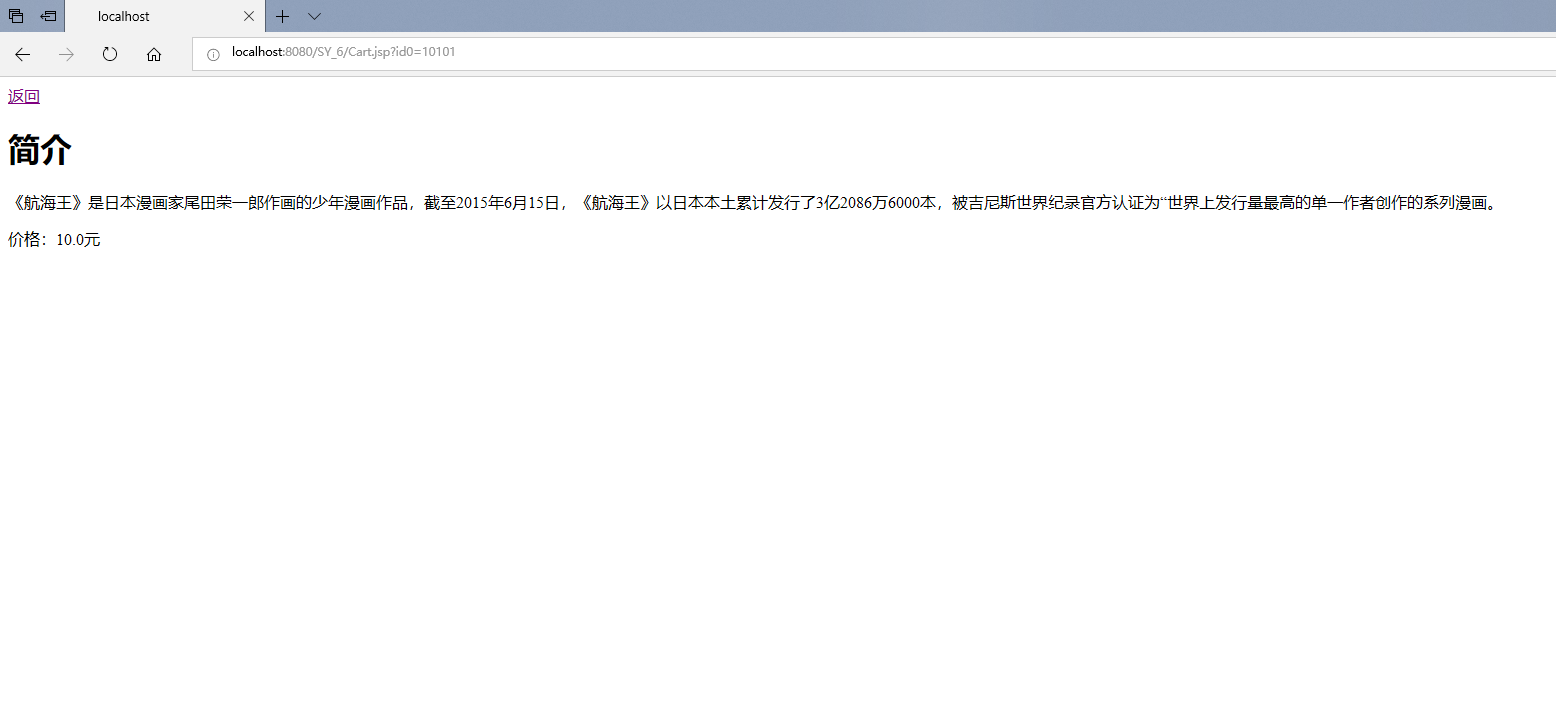 localhost
localhost:8080/SY_6/Cart.jsp?id0=10101
返回
简介
《航海王》是日本漫画家尾田荣一郎作画的少年漫画作品，截至2015年6月15日，《航海王》以日本本土累计发行了3亿2086万6000本，被吉尼斯世界纪录官方认证为“世界上发行量最高的单一作者创作的系列漫画。
价格：10.0元